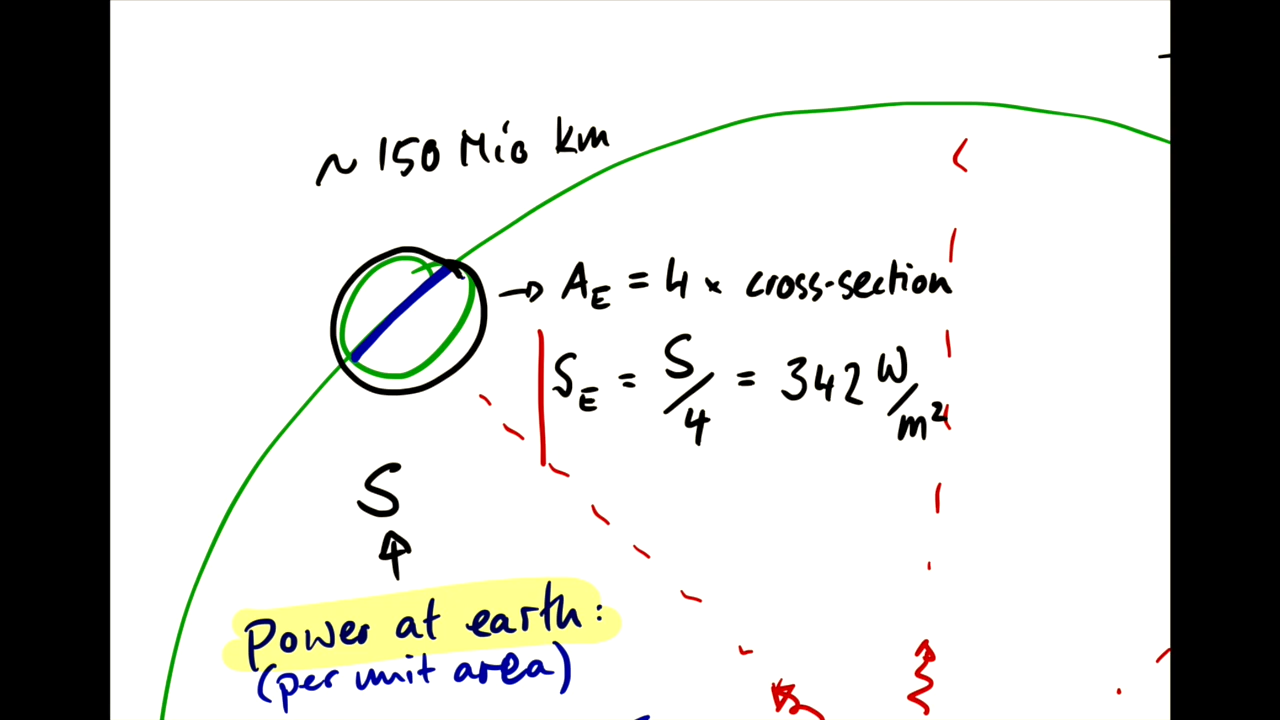 ~ 150 Mio km
→ A_E = 4 × cross-section
S_E = S/4 = 342 W/m²
S
Power at earth:
(per unit area)